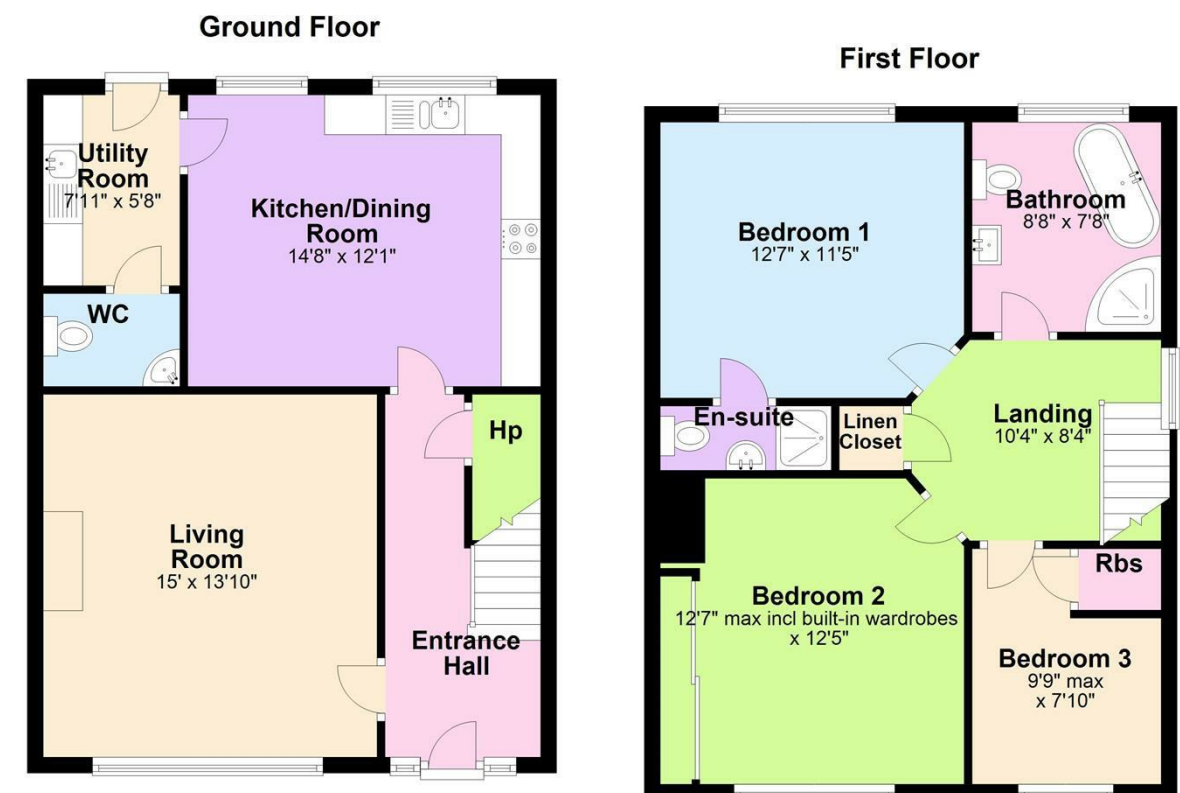 Ground Floor
Utility
Room
7'11" x 5'8"
Kitchen/Dining
Room
14'8" x 12'1"
WC
Hp
Living
Room
15' x 13'10"
Entrance
Hall
First Floor
Bedroom 1
12'7" x 11'5"
Bathroom
8'8" x 7'8"
En-suite
Linen
Closet
Landing
10'4" x 8'4"
Bedroom 2
12'7" max incl built-in wardrobes
x 12'5"
Rbs
Bedroom 3
9'9" max
x 7'10"